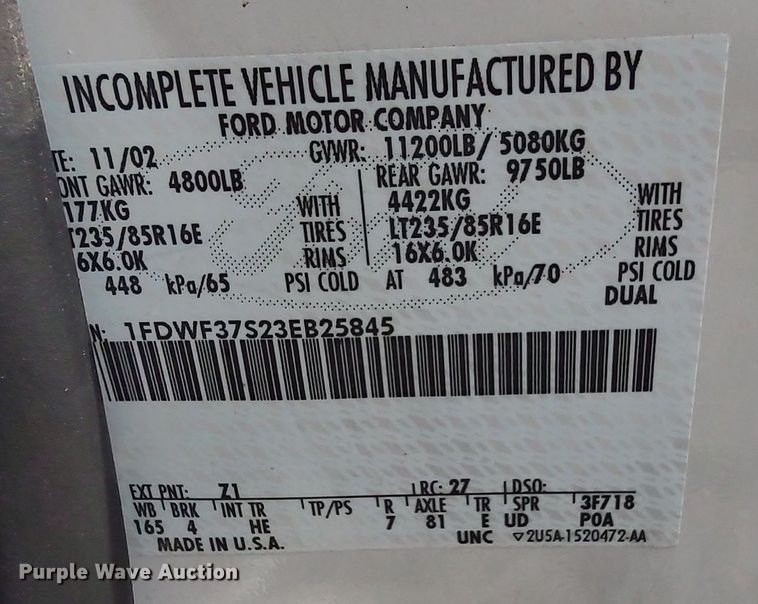 INCOMPLETE VEHICLE MANUFACTURED BY
FORD MOTOR COMPANY
TE: 11/02 GVWR: 11200LB/ 5080KG
ONT GAWR: 4800LB REAR GAWR: 9750LB
177KG WITH 4422KG WITH
T235/85R16E TIRES LT235/85R16E TIRES
6X6.0K RIMS 16X6.0K RIMS
448 kPa/65 PSI COLD AT 483 kPa/70 PSI COLD
DUAL
N: 1FDWF37S23EB25845
EXT PNT: Z1 RC: 27 DSO:
WB BRK INT TR TP/PS R AXLE TR SPR 3F718
165 4 HE 7 81 E UD P0A
MADE IN U.S.A. UNC ▽2U5A-1520472-AA
Purple Wave Auction